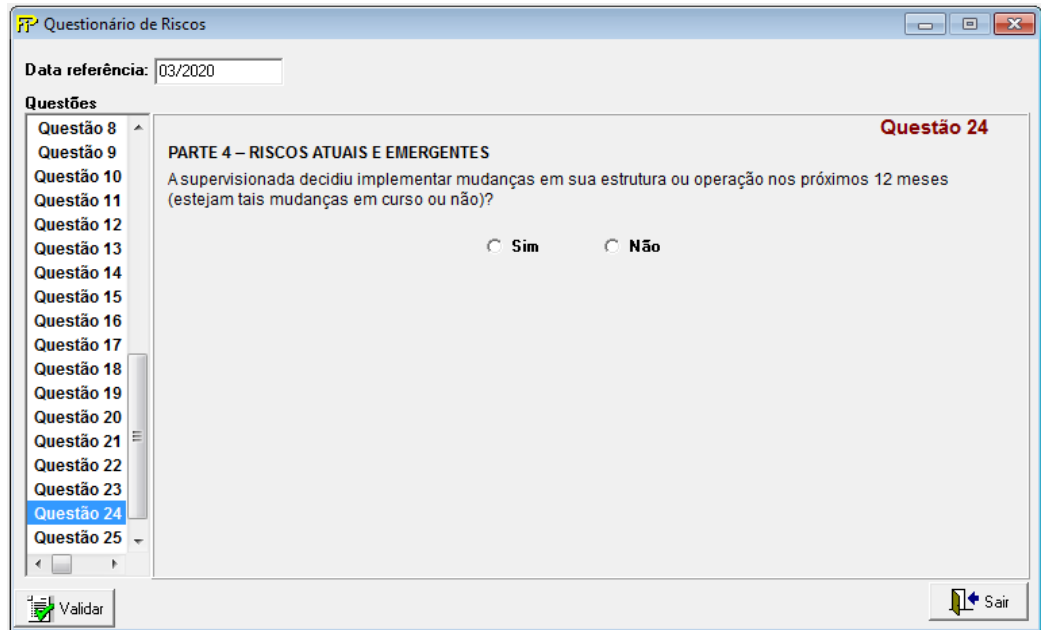 Questionário de Riscos
Data referência: 03/2020
Questões
Questão 8
Questão 9
Questão 10
Questão 11
Questão 12
Questão 13
Questão 14
Questão 15
Questão 16
Questão 17
Questão 18
Questão 19
Questão 20
Questão 21
Questão 22
Questão 23
Questão 24
Questão 25
Questão 24
PARTE 4 – RISCOS ATUAIS E EMERGENTES
A supervisionada decidiu implementar mudanças em sua estrutura ou operação nos próximos 12 meses
(estejam tais mudanças em curso ou não)?
Sim Não
Validar
Sair